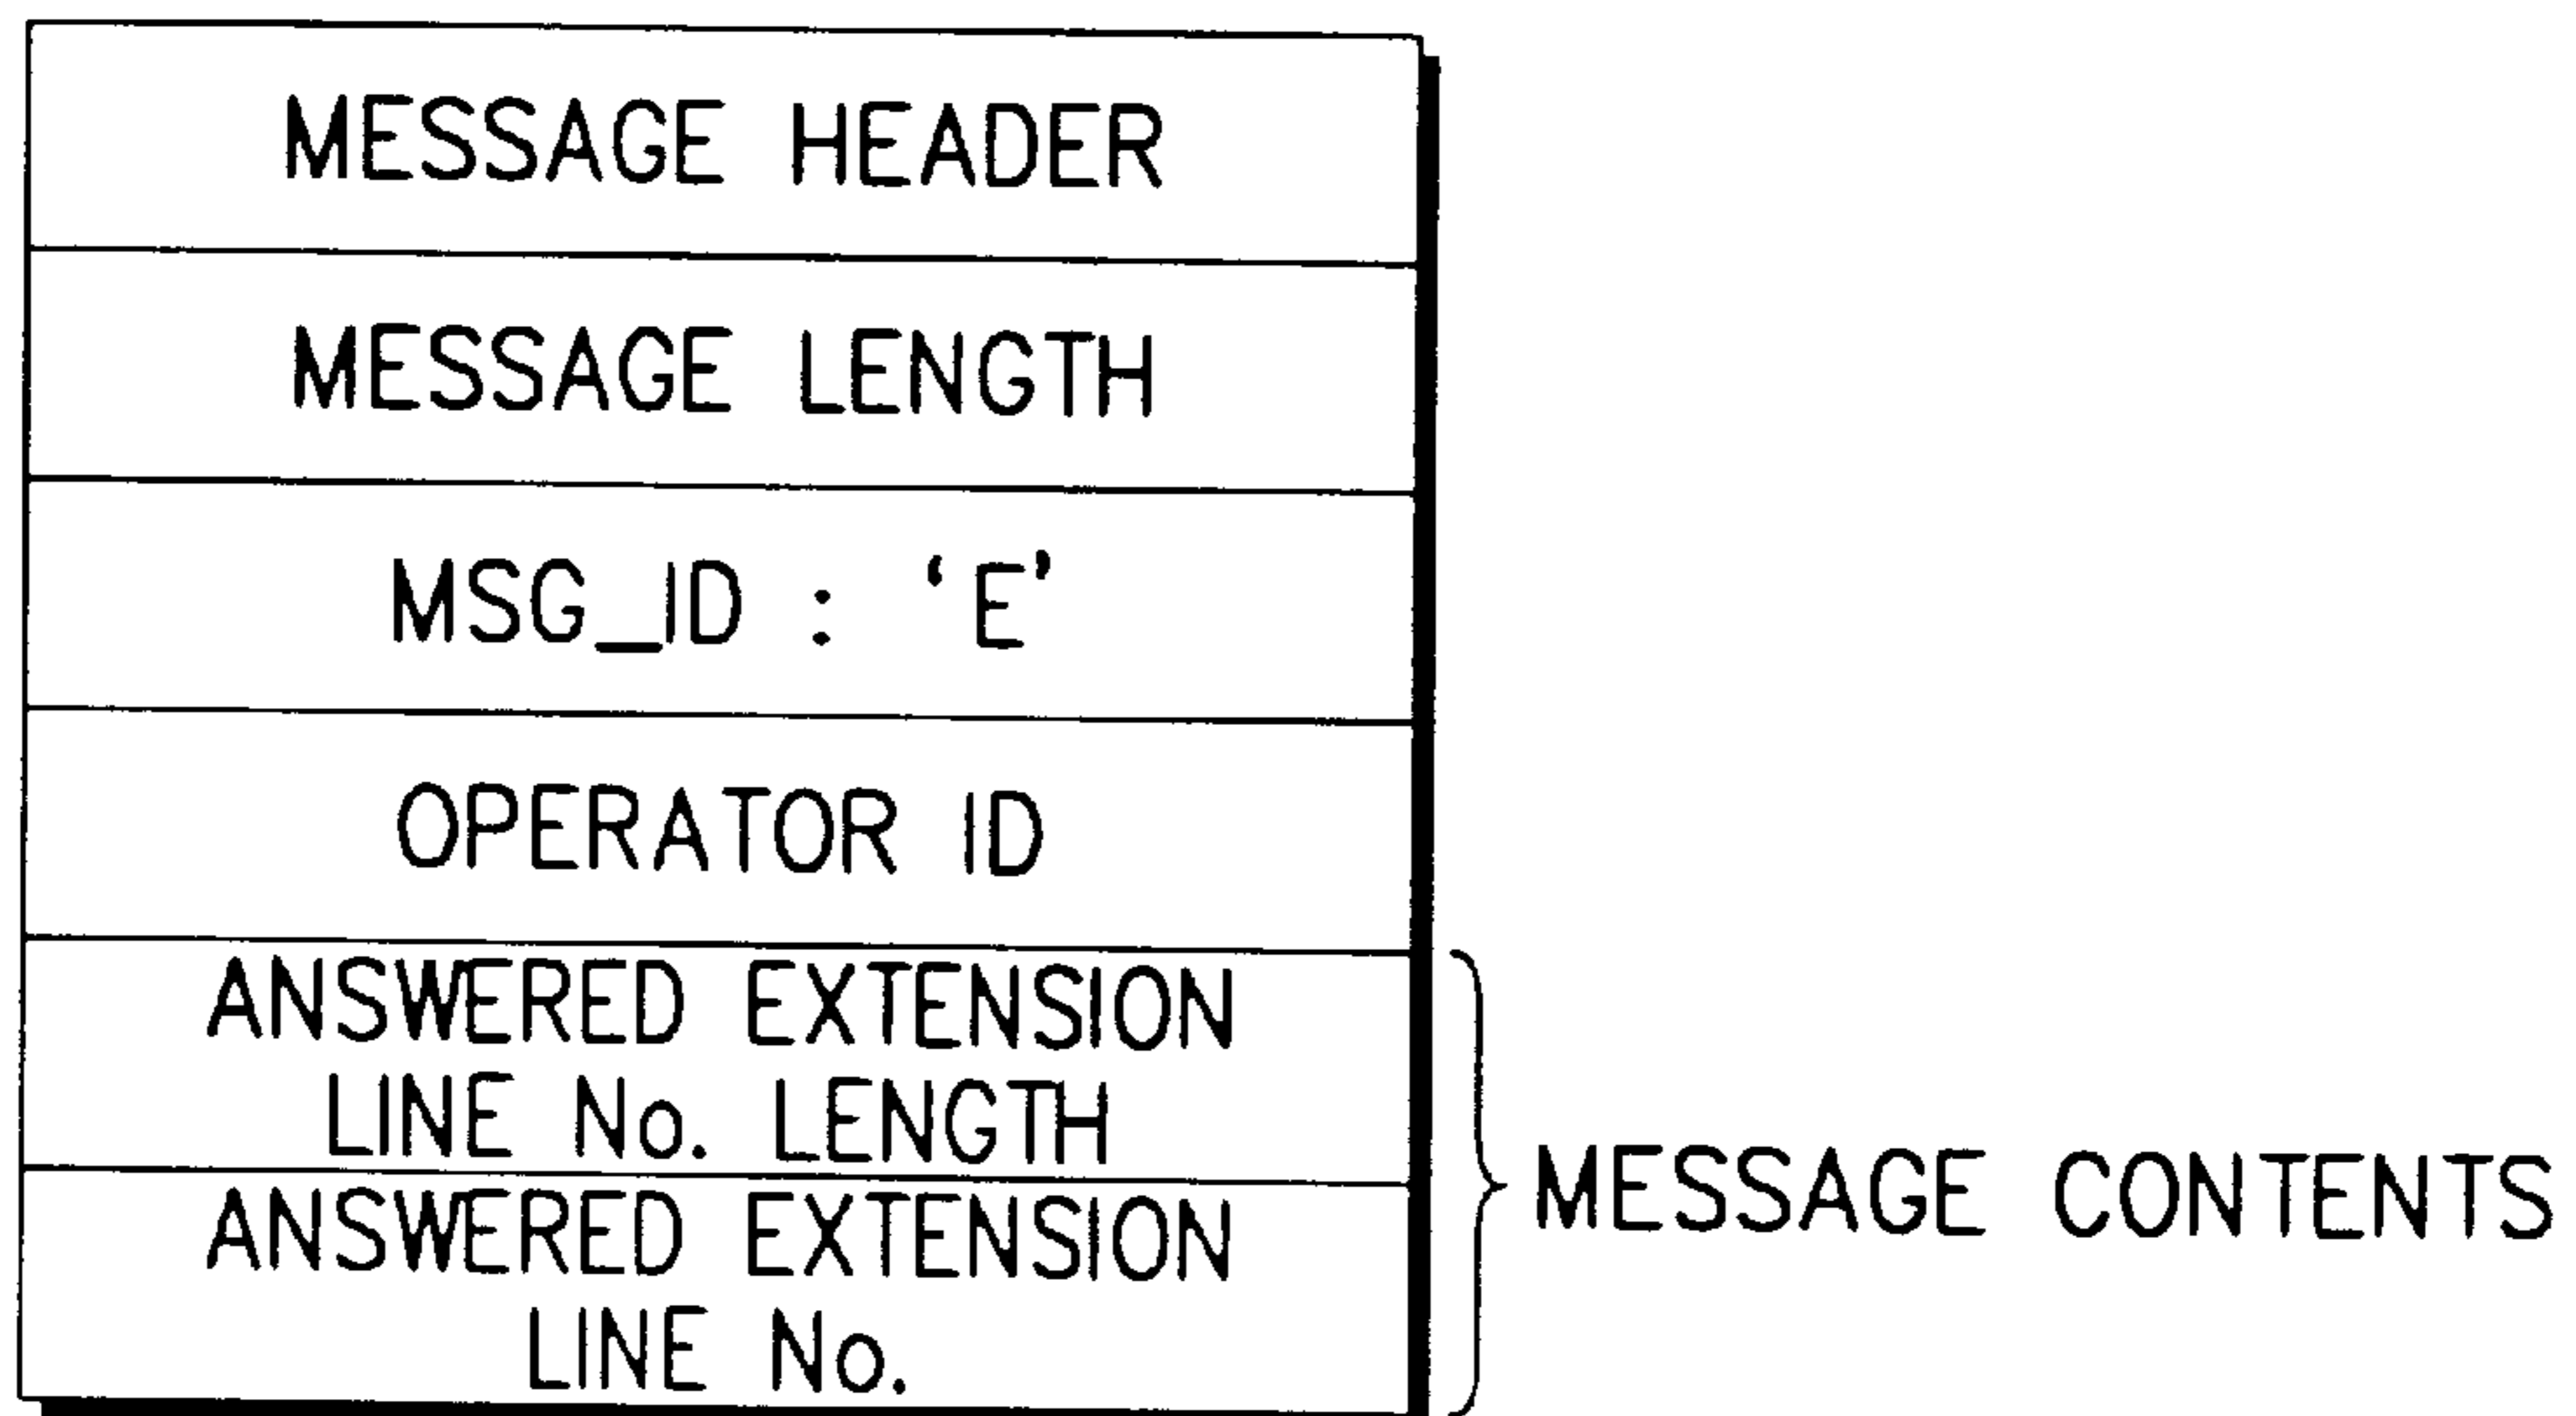 MESSAGE HEADER
MESSAGE LENGTH
MSG_ID : ‘E’
OPERATOR ID
ANSWERED EXTENSION
LINE No. LENGTH
ANSWERED EXTENSION
LINE No.
MESSAGE CONTENTS